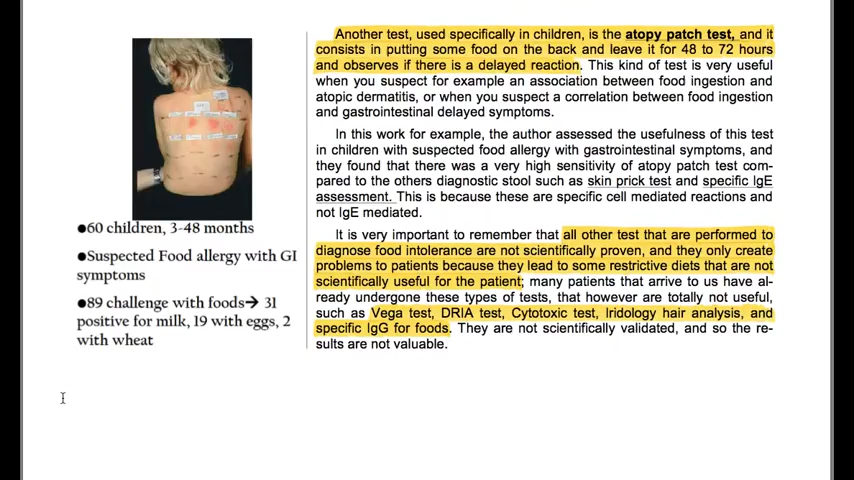 Another test, used specifically in children, is the atopy patch test, and it
consists in putting some food on the back and leave it for 48 to 72 hours
and observes if there is a delayed reaction. This kind of test is very useful
when you suspect for example an association between food ingestion and
atopic dermatitis, or when you suspect a correlation between food ingestion
and gastrointestinal delayed symptoms.
In this work for example, the author assessed the usefulness of this test
in children with suspected food allergy with gastrointestinal symptoms, and
they found that there was a very high sensitivity of atopy patch test com-
pared to the others diagnostic stool such as skin prick test and specific IgE
assessment. This is because these are specific cell mediated reactions and
not IgE mediated.
It is very important to remember that all other test that are performed to
diagnose food intolerance are not scientifically proven, and they only create
problems to patients because they lead to some restrictive diets that are not
scientifically useful for the patient; many patients that arrive to us have al-
ready undergone these types of tests, that however are totally not useful,
such as Vega test, DRIA test, Cytotoxic test, Iridology hair analysis, and
specific IgG for foods. They are not scientifically validated, and so the re-
sults are not valuable.
●60 children, 3-48 months
●Suspected Food allergy with GI
symptoms
●89 challenge with foods→ 31
positive for milk, 19 with eggs, 2
with wheat